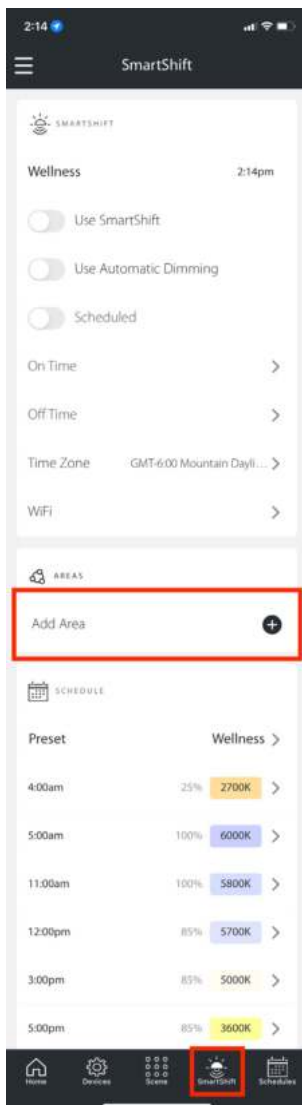 2:14
SmartShift
SMARTSHIFT
Wellness 2:14pm
Use SmartShift
Use Automatic Dimming
Scheduled
On Time
Off Time
Time Zone GMT-6:00 Mountain Dayli...
WiFi
AREAS
Add Area
SCHEDULE
Preset Wellness
4:00am 25% 2700K
5:00am 100% 6000K
11:00am 100% 5800K
12:00pm 85% 5700K
3:00pm 85% 5000K
5:00pm 85% 3600K
Home Devices Scene SmartShift Schedules